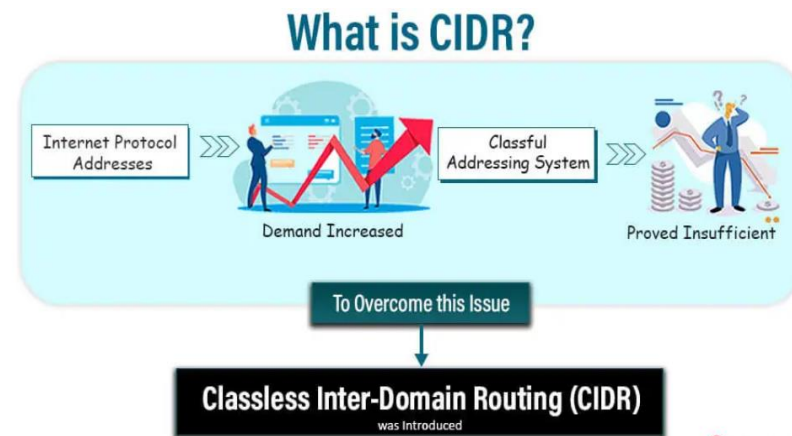 What is CIDR?
Internet Protocol
Addresses
Demand Increased
Classful
Addressing System
Proved Insufficient
To Overcome this Issue
Classless Inter-Domain Routing (CIDR)
was Introduced